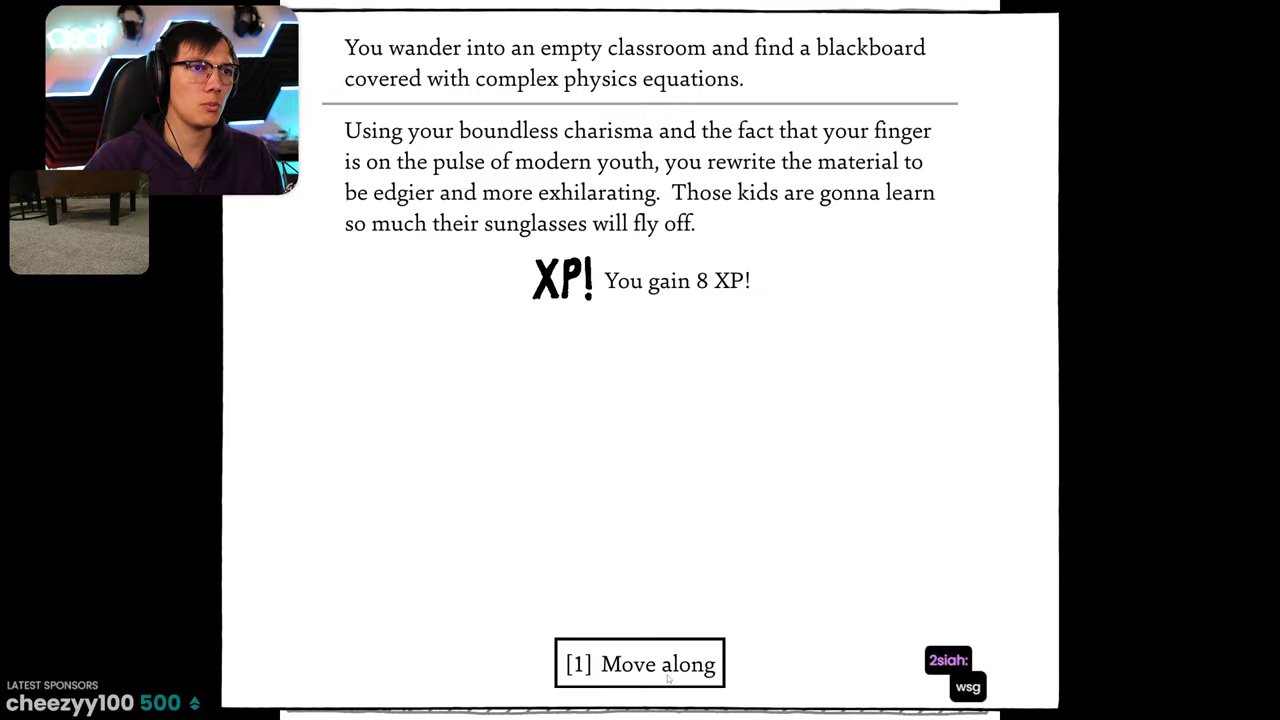 You wander into an empty classroom and find a blackboard
covered with complex physics equations.
Using your boundless charisma and the fact that your finger
is on the pulse of modern youth, you rewrite the material to
be edgier and more exhilarating.  Those kids are gonna learn
so much their sunglasses will fly off.
XP! You gain 8 XP!
[1] Move along
2siah:
wsg
LATEST SPONSORS
cheezyy100 500